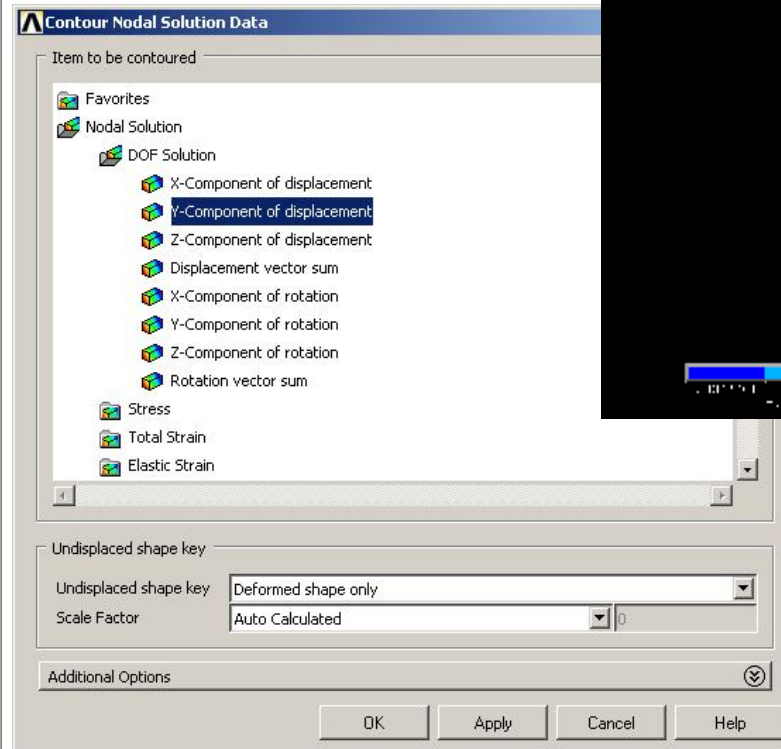 Contour Nodal Solution Data
Item to be contoured
Favorites
Nodal Solution
DOF Solution
X-Component of displacement
Y-Component of displacement
Z-Component of displacement
Displacement vector sum
X-Component of rotation
Y-Component of rotation
Z-Component of rotation
Rotation vector sum
Stress
Total Strain
Elastic Strain
Undisplaced shape key
Undisplaced shape key Deformed shape only
Scale Factor Auto Calculated 0
Additional Options
OK Apply Cancel Help